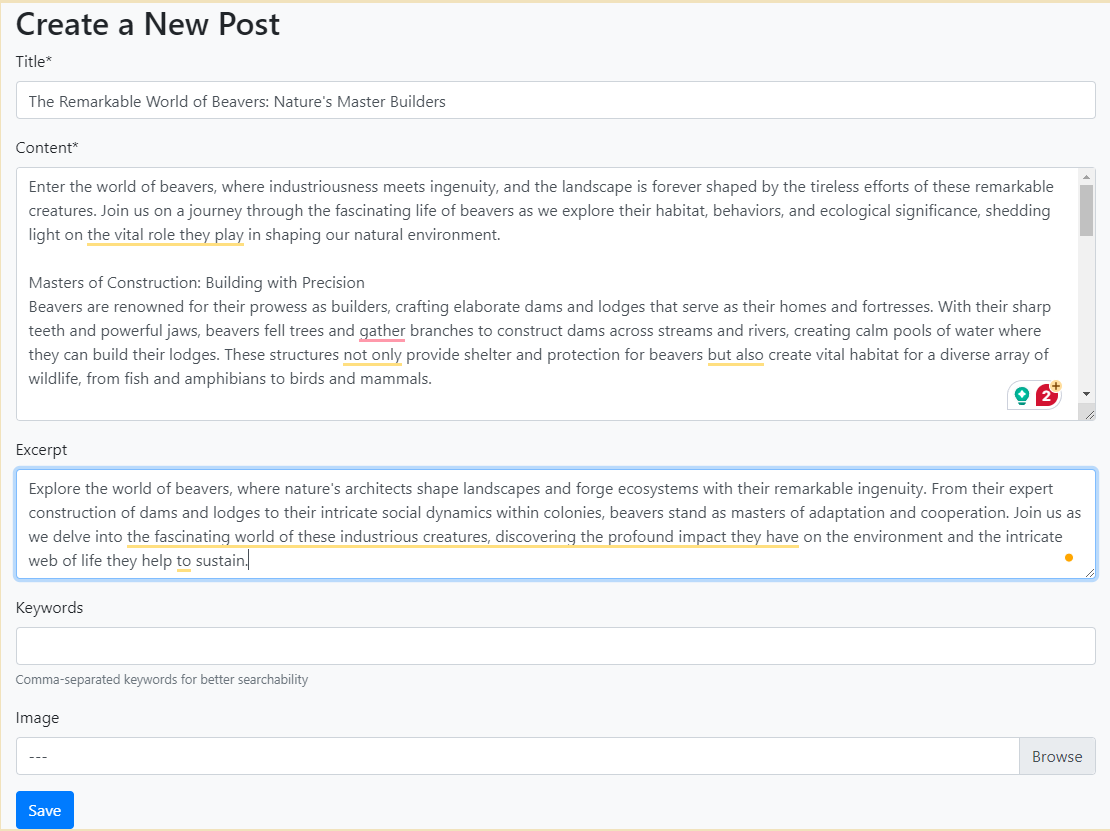 Create a New Post
Title*
The Remarkable World of Beavers: Nature's Master Builders
Content*
Enter the world of beavers, where industriousness meets ingenuity, and the landscape is forever shaped by the tireless efforts of these remarkable
creatures. Join us on a journey through the fascinating life of beavers as we explore their habitat, behaviors, and ecological significance, shedding
light on the vital role they play in shaping our natural environment.
Masters of Construction: Building with Precision
Beavers are renowned for their prowess as builders, crafting elaborate dams and lodges that serve as their homes and fortresses. With their sharp
teeth and powerful jaws, beavers fell trees and gather branches to construct dams across streams and rivers, creating calm pools of water where
they can build their lodges. These structures not only provide shelter and protection for beavers but also create vital habitat for a diverse array of
wildlife, from fish and amphibians to birds and mammals.
2+
Excerpt
Explore the world of beavers, where nature's architects shape landscapes and forge ecosystems with their remarkable ingenuity. From their expert
construction of dams and lodges to their intricate social dynamics within colonies, beavers stand as masters of adaptation and cooperation. Join us as
we delve into the fascinating world of these industrious creatures, discovering the profound impact they have on the environment and the intricate
web of life they help to sustain.
Keywords
Comma-separated keywords for better searchability
Image
---
Browse
Save